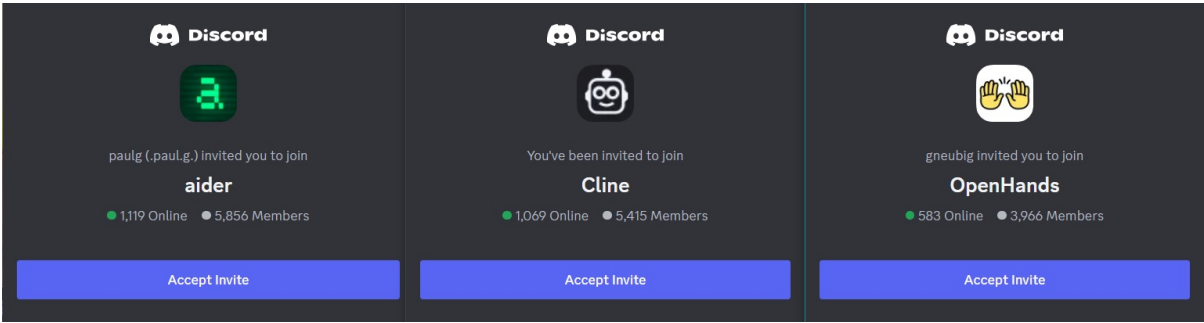 Discord
a.
paulg (.paul.g.) invited you to join
aider
1,119 Online 5,856 Members
Accept Invite
Discord
You've been invited to join
Cline
1,069 Online 5,415 Members
Accept Invite
Discord
gneubig invited you to join
OpenHands
583 Online 3,966 Members
Accept Invite